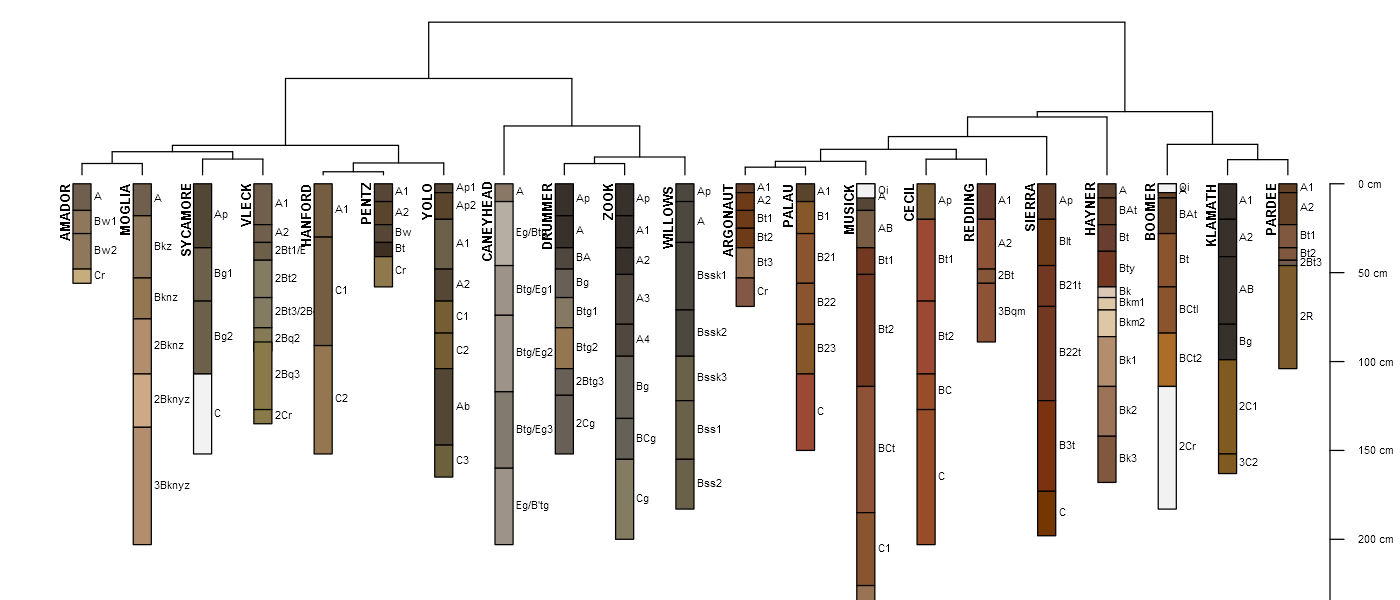 AMADOR
A
Bw1
Bw2
Cr
MOGLIA
A
Bkz
Bknz
2Bknz
2Bknyz
3Bknyz
SYCAMORE
Ap
Bg1
Bg2
C
VLECK
A1
A2
2Bt1/E
2Bt2
2Bt3/2B
2Bq2
2Bq3
2Cr
HANFORD
A1
C1
C2
PENTZ
A1
A2
Bw
Bt
Cr
YOLO
Ap1
Ap2
A1
A2
C1
C2
Ab
C3
CANEYHEAD
A
Eg/Bt
Btg/Eg1
Btg/Eg2
Btg/Eg3
Eg/B'tg
DRUMMER
Ap
A
BA
Bg
Btg1
Btg2
2Btg3
2Cg
ZOOK
Ap
A1
A2
A3
A4
Bg
BCg
Cg
WILLOWS
Ap
A
Bssk1
Bssk2
Bssk3
Bss1
Bss2
ARGONAUT
A1
A2
Bt1
Bt2
Bt3
Cr
PALAU
A1
B1
B21
B22
B23
C
MUSICK
Oi
A
AB
Bt1
Bt2
BCt
C1
CECIL
Ap
Bt1
Bt2
BC
C
REDDING
A1
A2
2Bt
3Bqm
SIERRA
Ap
Blt
B21t
B22t
B3t
C
HAYNER
A
BAt
Bt
Bty
Bk
Bkm1
Bkm2
Bk1
Bk2
Bk3
BOOMER
Oi
A
BAt
Bt
BCtl
BCt2
2Cr
KLAMATH
A1
A2
AB
Bg
2C1
3C2
PARDEE
A1
A2
Bt1
Bt2
2Bt3
2R
0 cm
50 cm
100 cm
150 cm
200 cm